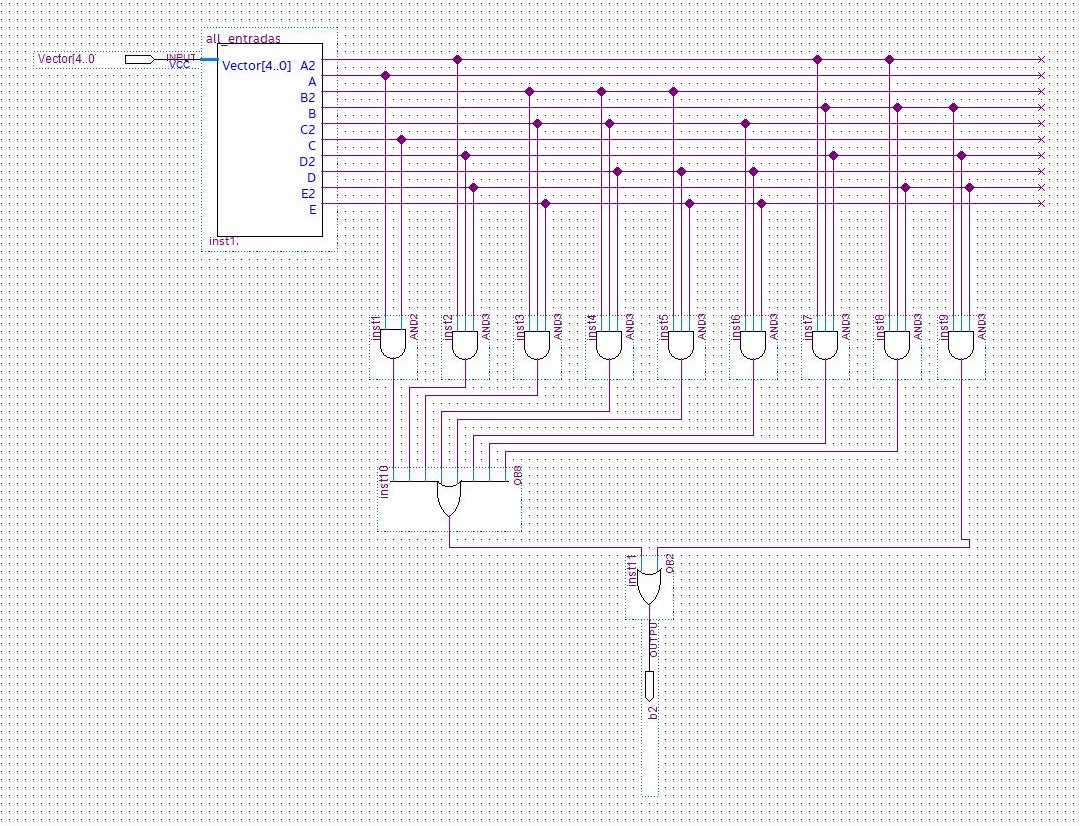 all_entradas
Vector[4..0
INPUT
VCC
Vector[4..0]
A2
A
B2
B
C2
C
D2
D
E2
E
inst1.
inst1
AND2
inst2
AND3
inst3
AND3
inst4
AND3
inst5
AND3
inst6
AND3
inst7
AND3
inst8
AND3
inst9
AND3
inst10
OR8
inst11
OR2
OUTPU
b2